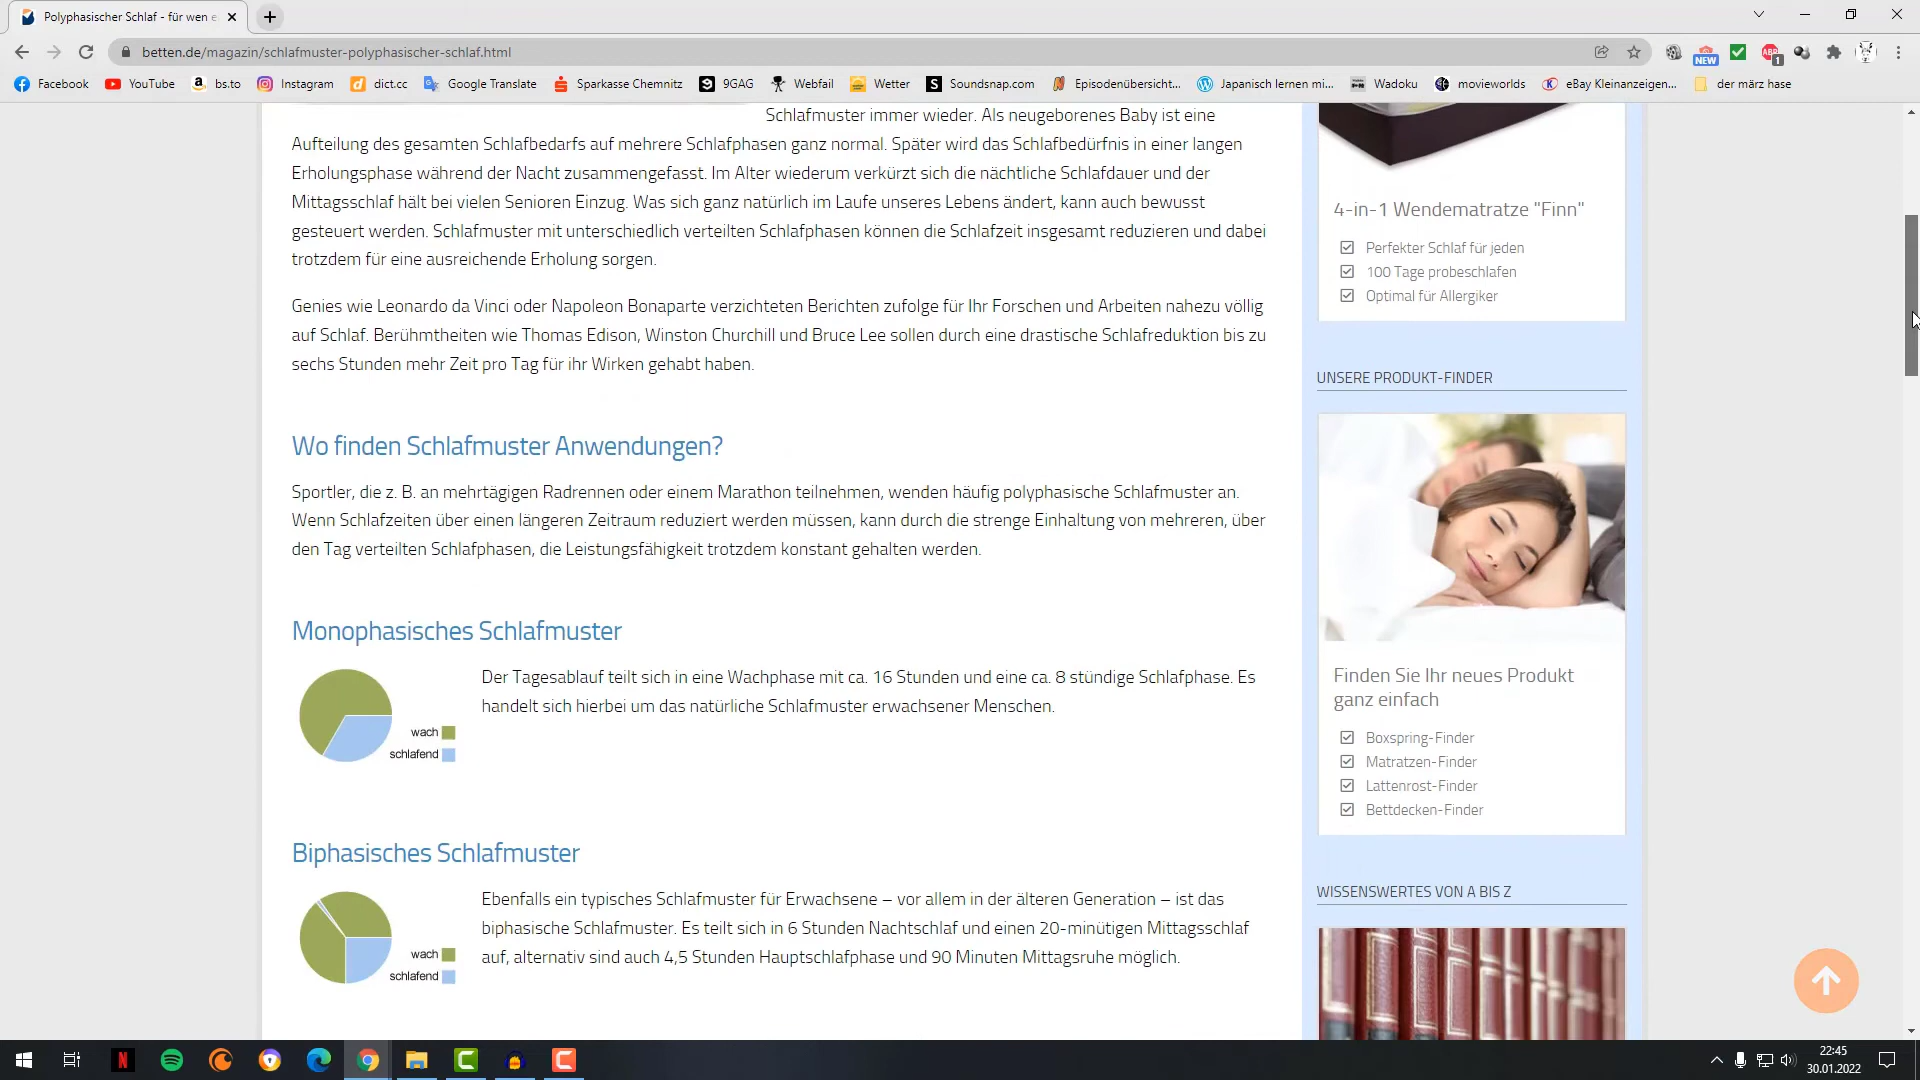 Polyphasischer Schlaf - für wen e
betten.de/magazin/schlafmuster-polyphasischer-schlaf.html
NEW
ABP
1
Facebook
YouTube
bs.to
Instagram
dict.cc
Google Translate
Sparkasse Chemnitz
9GAG
Webfail
Wetter
Soundsnap.com
Episodenübersicht...
Japanisch lernen mi...
Wadoku
movieworlds
eBay Kleinanzeigen...
der märz hase
Schlafmuster immer wieder. Als neugeborenes Baby ist eine
Aufteilung des gesamten Schlafbedarfs auf mehrere Schlafphasen ganz normal. Später wird das Schlafbedürfnis in einer langen
Erholungsphase während der Nacht zusammengefasst. Im Alter wiederum verkürzt sich die nächtliche Schlafdauer und der
Mittagsschlaf hält bei vielen Senioren Einzug. Was sich ganz natürlich im Laufe unseres Lebens ändert, kann auch bewusst
gesteuert werden. Schlafmuster mit unterschiedlich verteilten Schlafphasen können die Schlafzeit insgesamt reduzieren und dabei
trotzdem für eine ausreichende Erholung sorgen.
Genies wie Leonardo da Vinci oder Napoleon Bonaparte verzichteten Berichten zufolge für Ihr Forschen und Arbeiten nahezu völlig
auf Schlaf. Berühmtheiten wie Thomas Edison, Winston Churchill und Bruce Lee sollen durch eine drastische Schlafreduktion bis zu
sechs Stunden mehr Zeit pro Tag für ihr Wirken gehabt haben.
Wo finden Schlafmuster Anwendungen?
Sportler, die z. B. an mehrtägigen Radrennen oder einem Marathon teilnehmen, wenden häufig polyphasische Schlafmuster an.
Wenn Schlafzeiten über einen längeren Zeitraum reduziert werden müssen, kann durch die strenge Einhaltung von mehreren, über
den Tag verteilten Schlafphasen, die Leistungsfähigkeit trotzdem konstant gehalten werden.
Monophasisches Schlafmuster
Der Tagesablauf teilt sich in eine Wachphase mit ca. 16 Stunden und eine ca. 8 stündige Schlafphase. Es
handelt sich hierbei um das natürliche Schlafmuster erwachsener Menschen.
wach
schlafend
Biphasisches Schlafmuster
Ebenfalls ein typisches Schlafmuster für Erwachsene – vor allem in der älteren Generation – ist das
biphasische Schlafmuster. Es teilt sich in 6 Stunden Nachtschlaf und einen 20-minütigen Mittagsschlaf
auf, alternativ sind auch 4,5 Stunden Hauptschlafphase und 90 Minuten Mittagsruhe möglich.
wach
schlafend
4-in-1 Wendematratze "Finn"
Perfekter Schlaf für jeden
100 Tage probeschlafen
Optimal für Allergiker
UNSERE PRODUKT-FINDER
Finden Sie Ihr neues Produkt
ganz einfach
Boxspring-Finder
Matratzen-Finder
Lattenrost-Finder
Bettdecken-Finder
WISSENSWERTES VON A BIS Z
22:45
30.01.2022